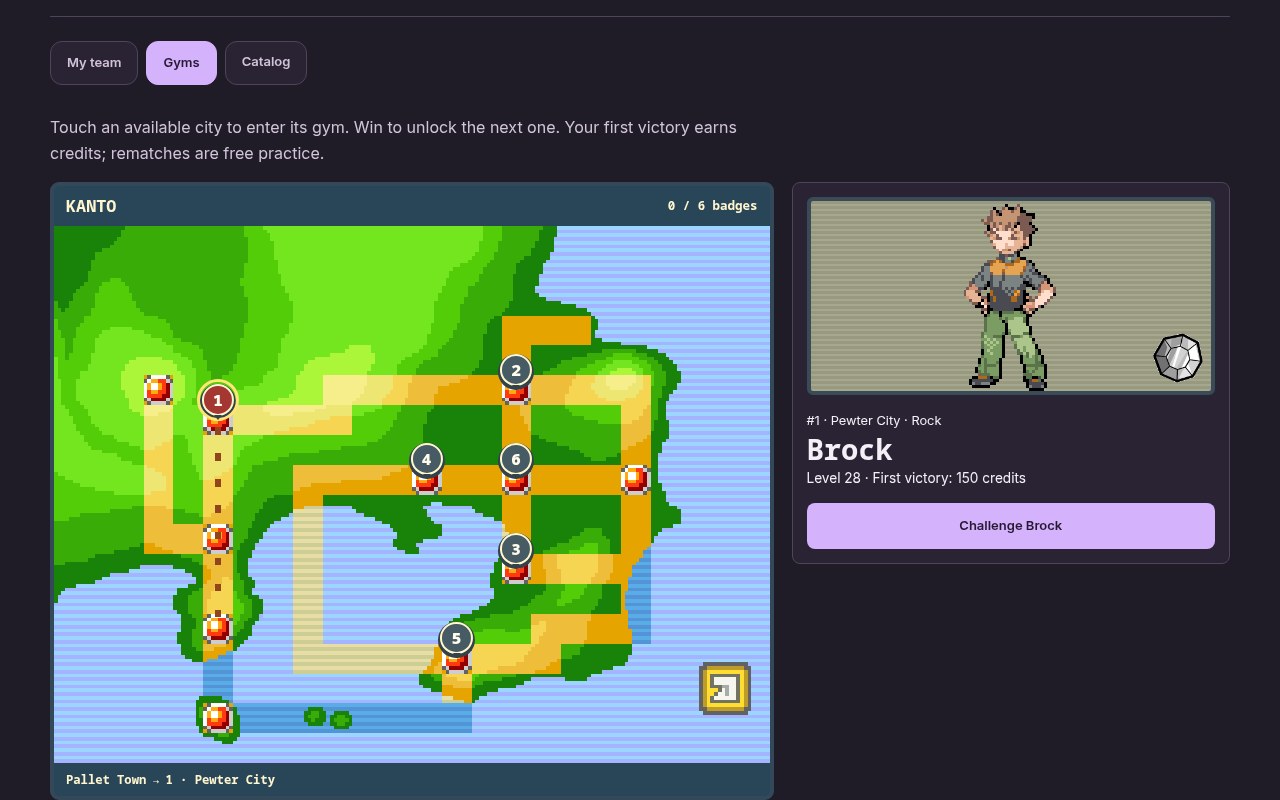 My team
Gyms
Catalog
Touch an available city to enter its gym. Win to unlock the next one. Your first victory earns
credits; rematches are free practice.
KANTO
0 / 6 badges
2
1
4
6
3
5
Pallet Town → 1 · Pewter City
#1 · Pewter City · Rock
Brock
Level 28 · First victory: 150 credits
Challenge Brock